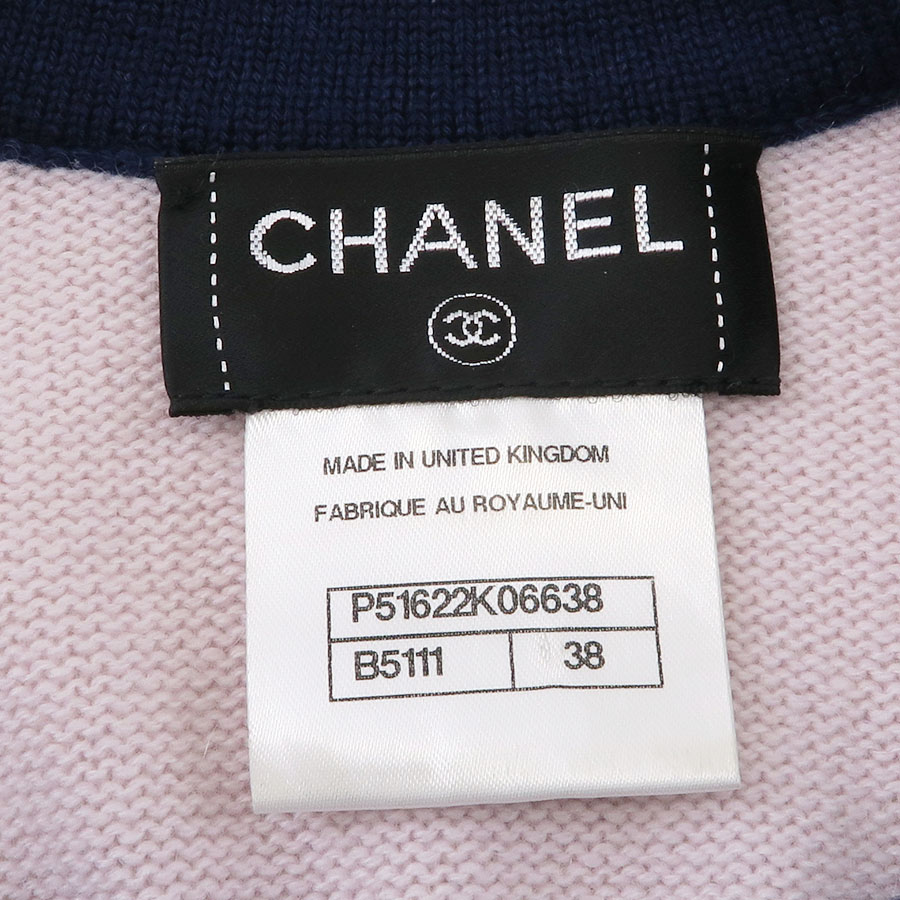 CHANEL
MADE IN UNITED KINGDOM
FABRIQUE AU ROYAUME-UNI
P51622K06638
B5111 38